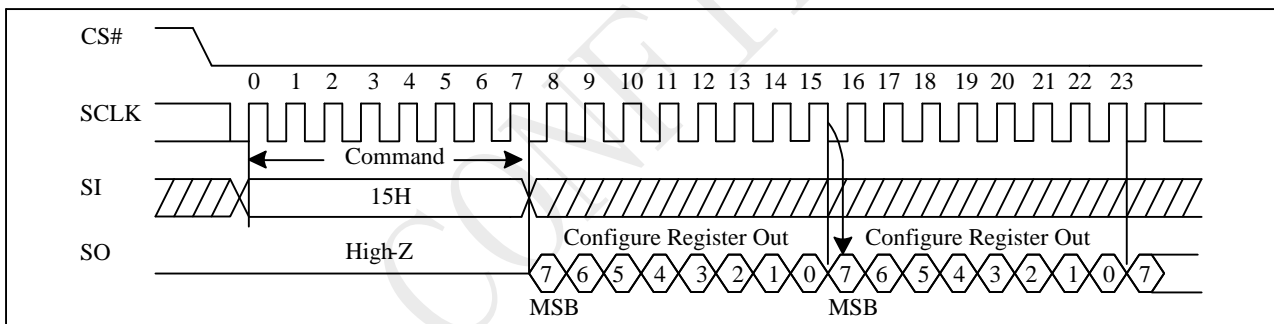 CS#
0 1 2 3 4 5 6 7 8 9 10 11 12 13 14 15 16 17 18 19 20 21 22 23
SCLK
Command
SI
15H
SO
High-Z
Configure Register Out
Configure Register Out
7 6 5 4 3 2 1 0 7 6 5 4 3 2 1 0 7
MSB
MSB